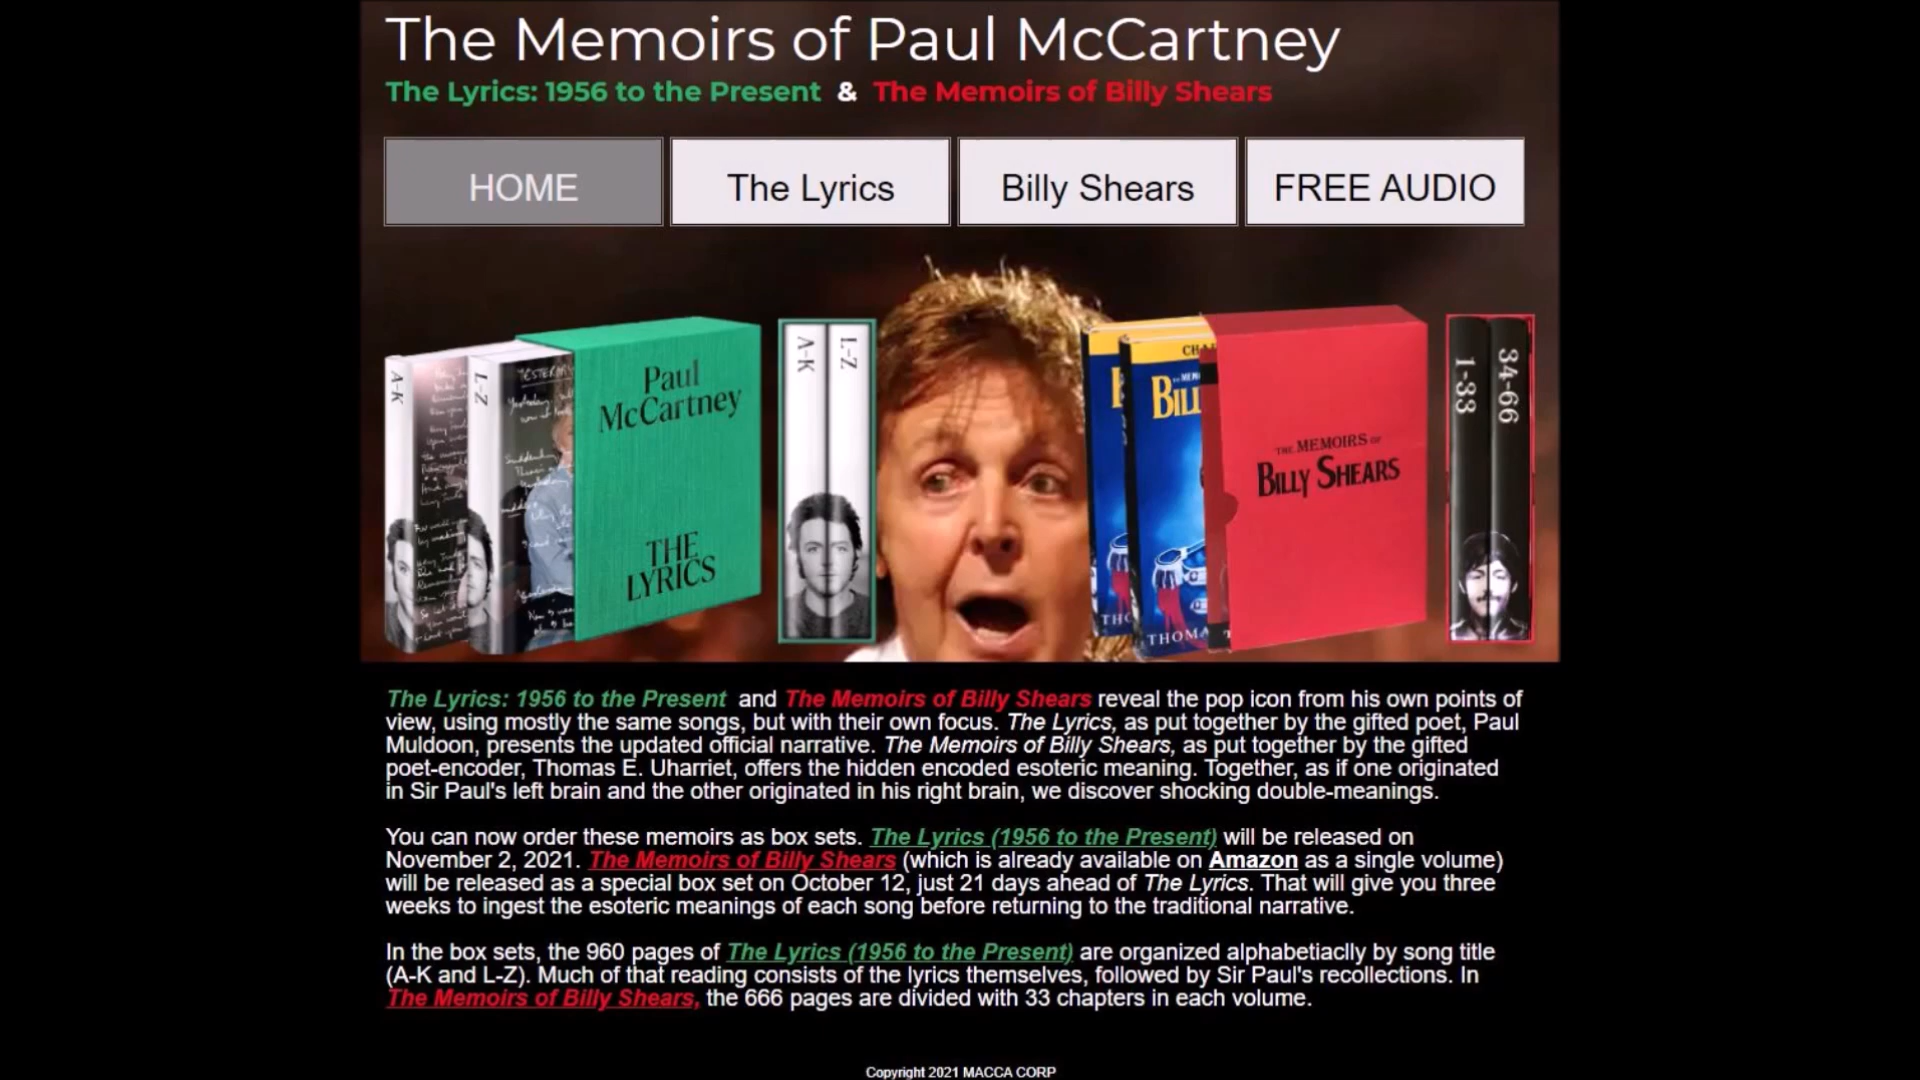 The Memoirs of Paul McCartney
The Lyrics: 1956 to the Present & The Memoirs of Billy Shears
HOME The Lyrics Billy Shears FREE AUDIO
A-K
L-Z
YESTERDAY
Paul
McCartney
THE
LYRICS
A-K
L-Z
THOMA
THE MEMOIRS OF
BILLY SHEARS
1-33
34-66
The Lyrics: 1956 to the Present and The Memoirs of Billy Shears reveal the pop icon from his own points of
view, using mostly the same songs, but with their own focus. The Lyrics, as put together by the gifted poet, Paul
Muldoon, presents the updated official narrative. The Memoirs of Billy Shears, as put together by the gifted
poet-encoder, Thomas E. Uharriet, offers the hidden encoded esoteric meaning. Together, as if one originated
in Sir Paul's left brain and the other originated in his right brain, we discover shocking double-meanings.
You can now order these memoirs as box sets. The Lyrics (1956 to the Present) will be released on
November 2, 2021. The Memoirs of Billy Shears (which is already available on Amazon as a single volume)
will be released as a special box set on October 12, just 21 days ahead of The Lyrics. That will give you three
weeks to ingest the esoteric meanings of each song before returning to the traditional narrative.
In the box sets, the 960 pages of The Lyrics (1956 to the Present) are organized alphabetiaclly by song title
(A-K and L-Z). Much of that reading consists of the lyrics themselves, followed by Sir Paul's recollections. In
The Memoirs of Billy Shears, the 666 pages are divided with 33 chapters in each volume.
Copyright 2021 MACCA CORP